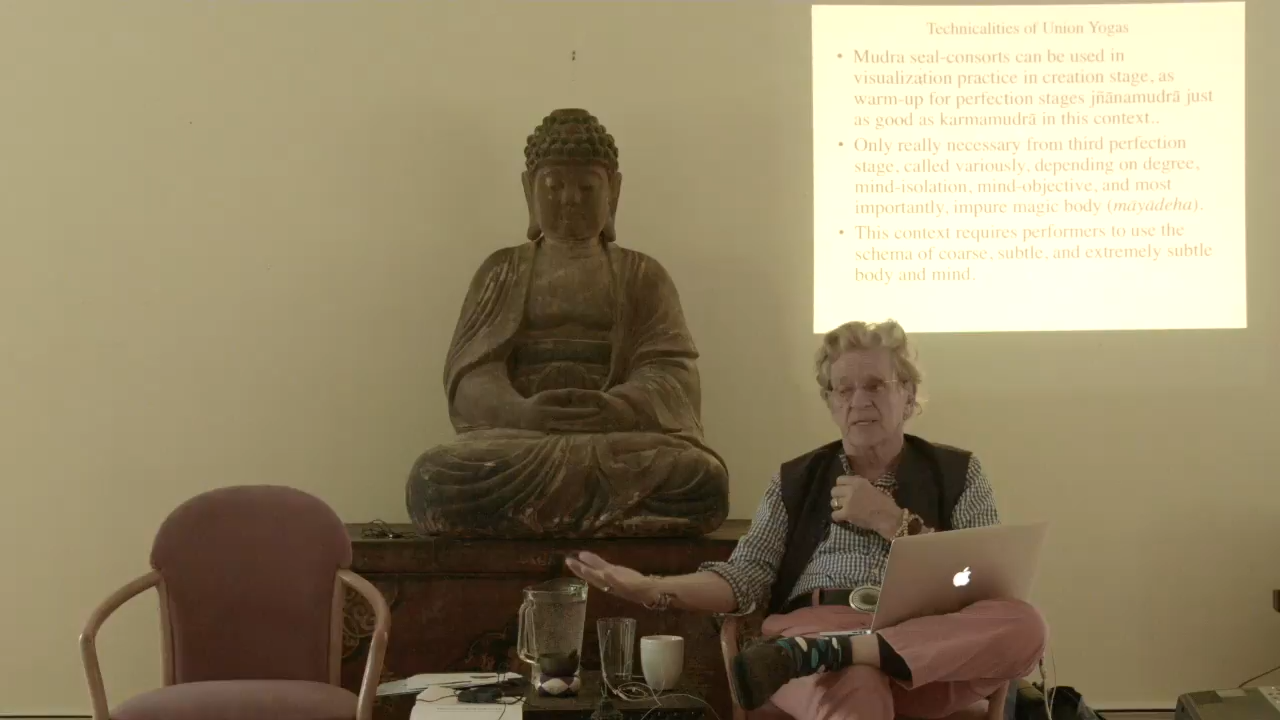 Technicalities of Union Yogas
• Mudra seal-consorts can be used in
visualization practice in creation stage, as
warm-up for perfection stages jñānamudrā just
as good as karmamudrā in this context..
• Only really necessary from third perfection
stage, called variously, depending on degree,
mind-isolation, mind-objective, and most
importantly, impure magic body (māyādeha).
• This context requires performers to use the
schema of coarse, subtle, and extremely subtle
body and mind.